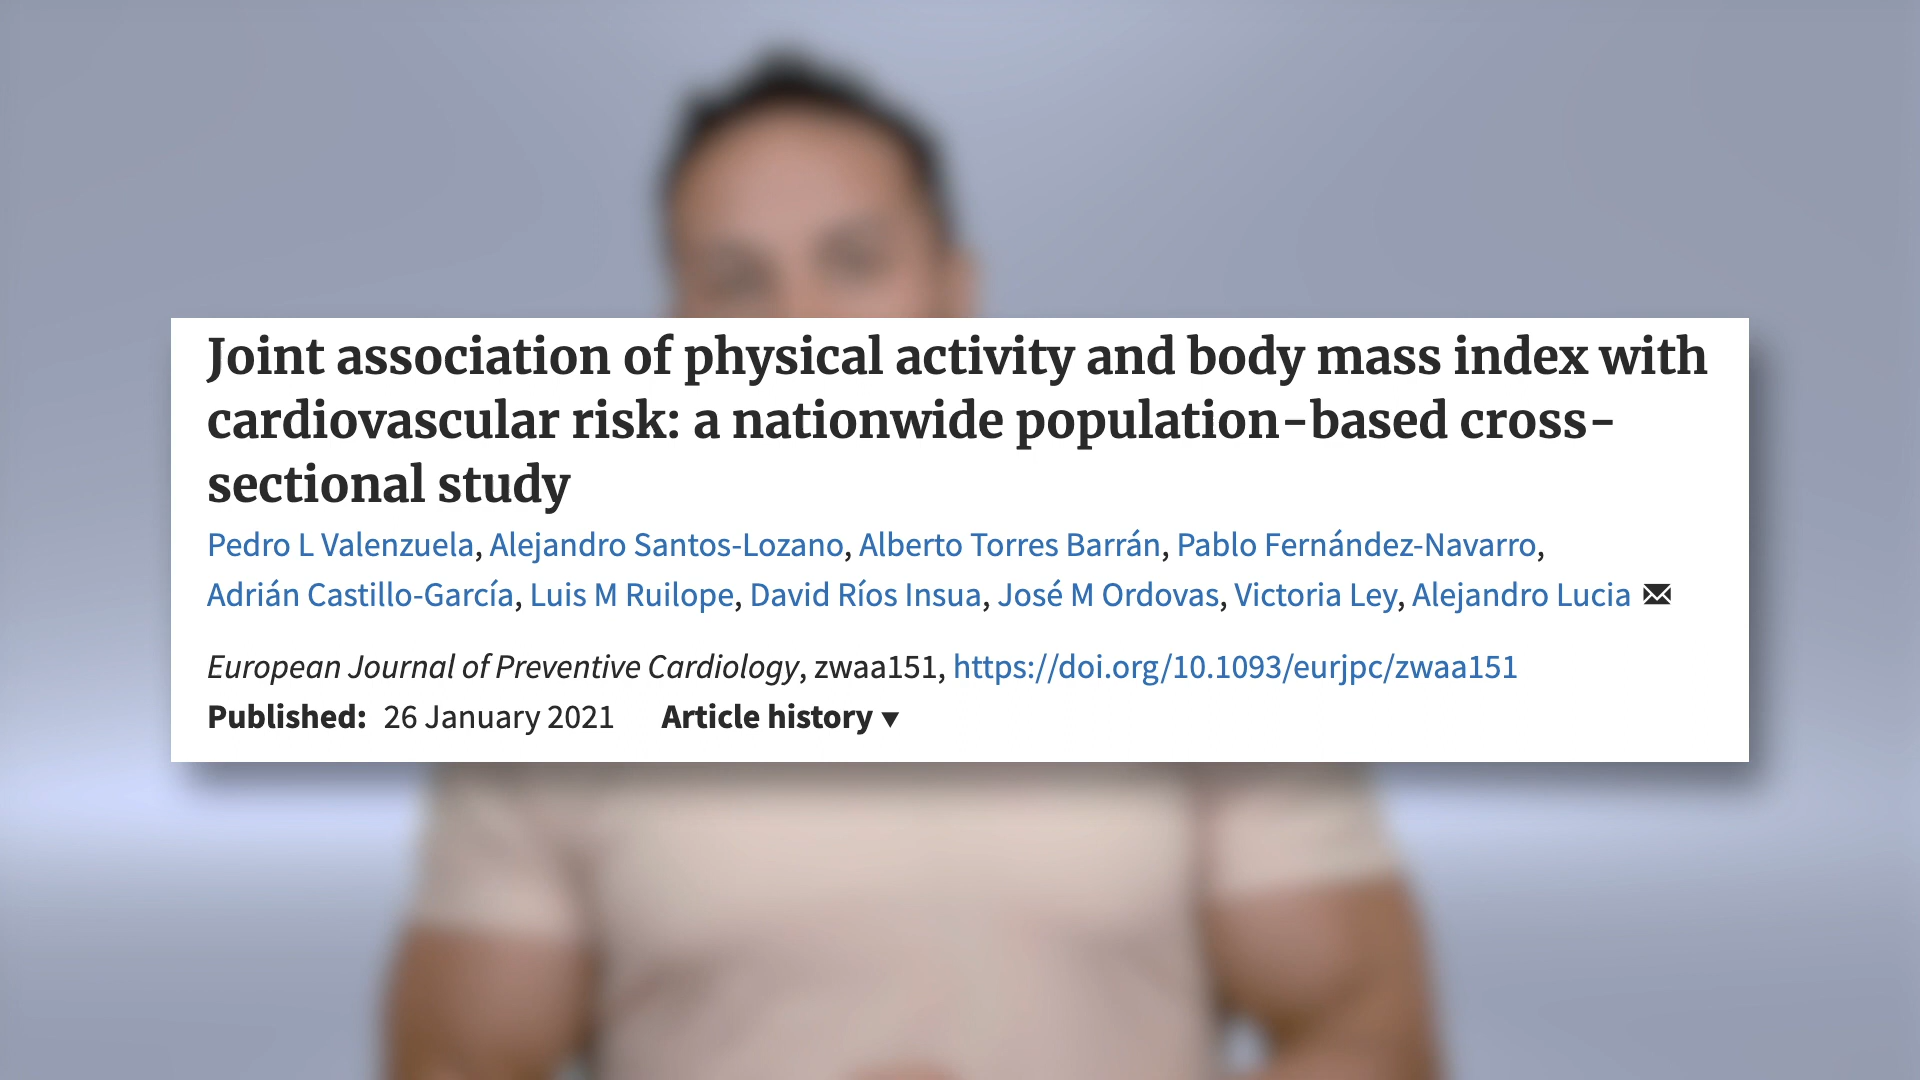 Joint association of physical activity and body mass index with
cardiovascular risk: a nationwide population-based cross-
sectional study
Pedro L Valenzuela, Alejandro Santos-Lozano, Alberto Torres Barrán, Pablo Fernández-Navarro,
Adrián Castillo-García, Luis M Ruilope, David Ríos Insua, José M Ordovas, Victoria Ley, Alejandro Lucia
European Journal of Preventive Cardiology, zwaa151, https://doi.org/10.1093/eurjpc/zwaa151
Published: 26 January 2021 Article history ▼